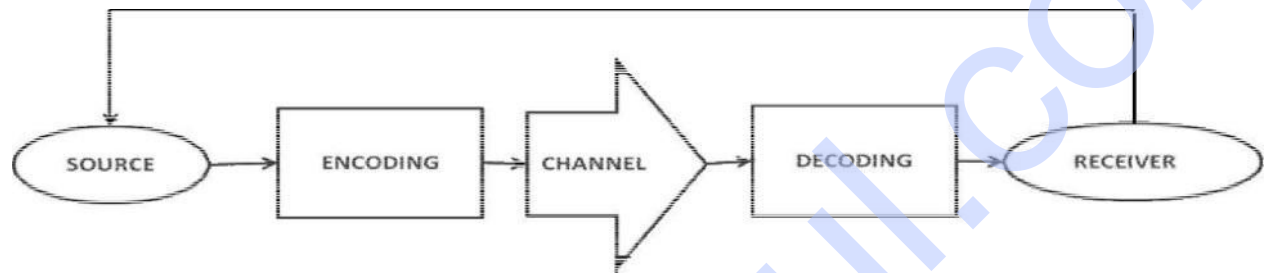 SOURCE
ENCODING
CHANNEL
DECODING
RECEIVER